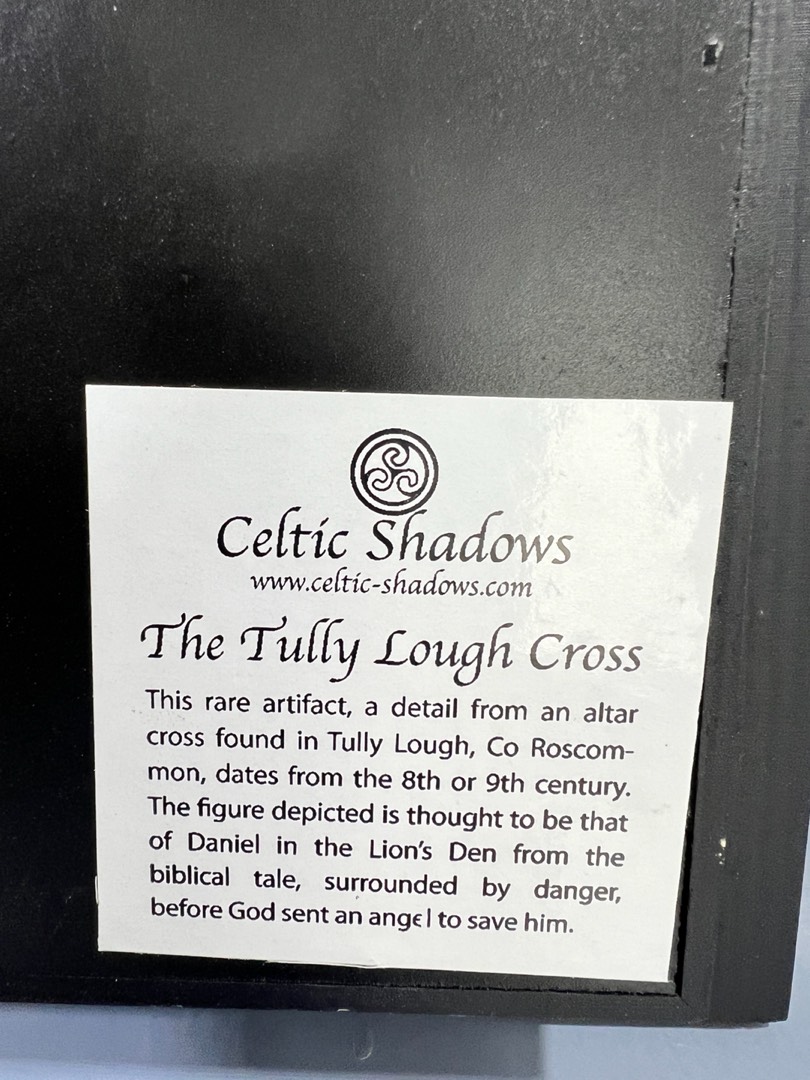 Celtic Shadows
www.celtic-shadows.com
The Tully Lough Cross
This rare artifact, a detail from an altar
cross found in Tully Lough, Co Roscom-
mon, dates from the 8th or 9th century.
The figure depicted is thought to be that
of Daniel in the Lion's Den from the
biblical tale, surrounded by danger,
before God sent an angel to save him.